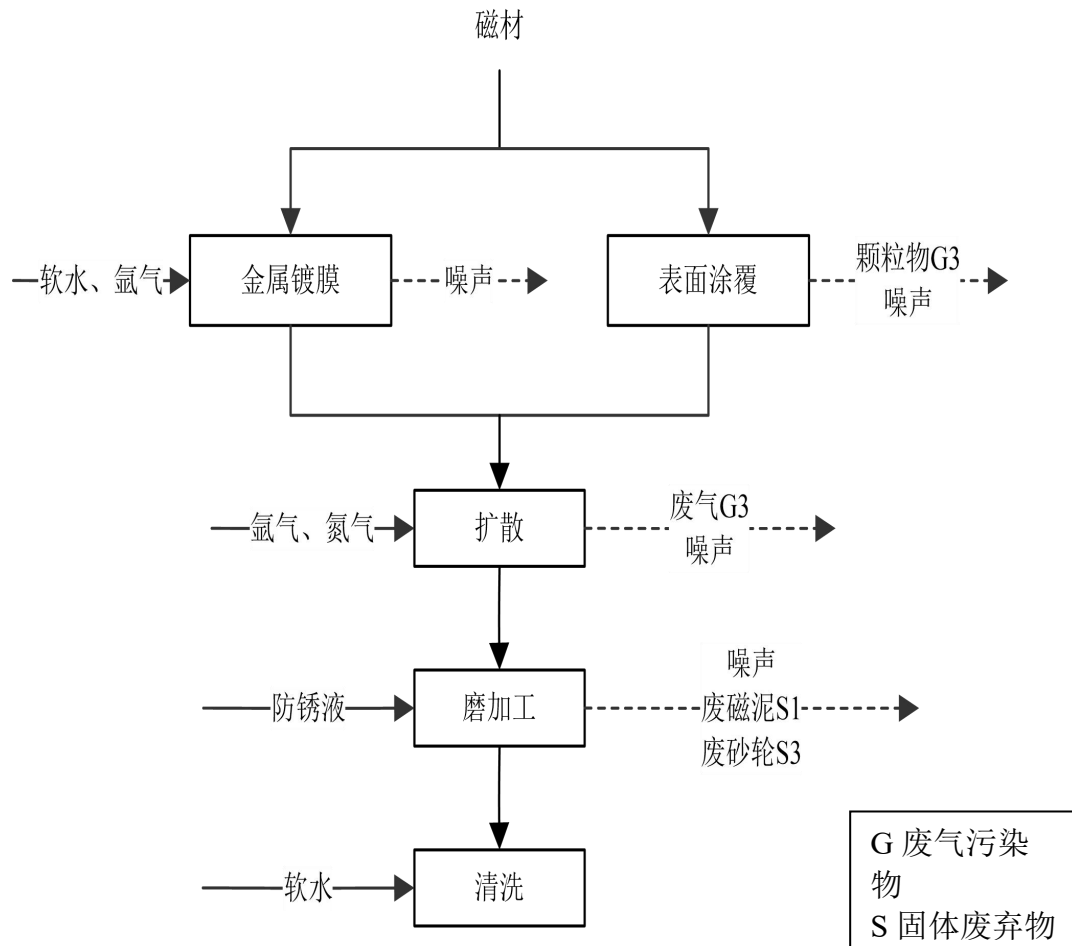 磁材
软水、氩气
金属镀膜
噪声
表面涂覆
颗粒物G3
噪声
氩气、氮气
扩散
废气G3
噪声
防锈液
磨加工
噪声
废磁泥S1
废砂轮S3
软水
清洗
G 废气污染
物
S 固体废弃物